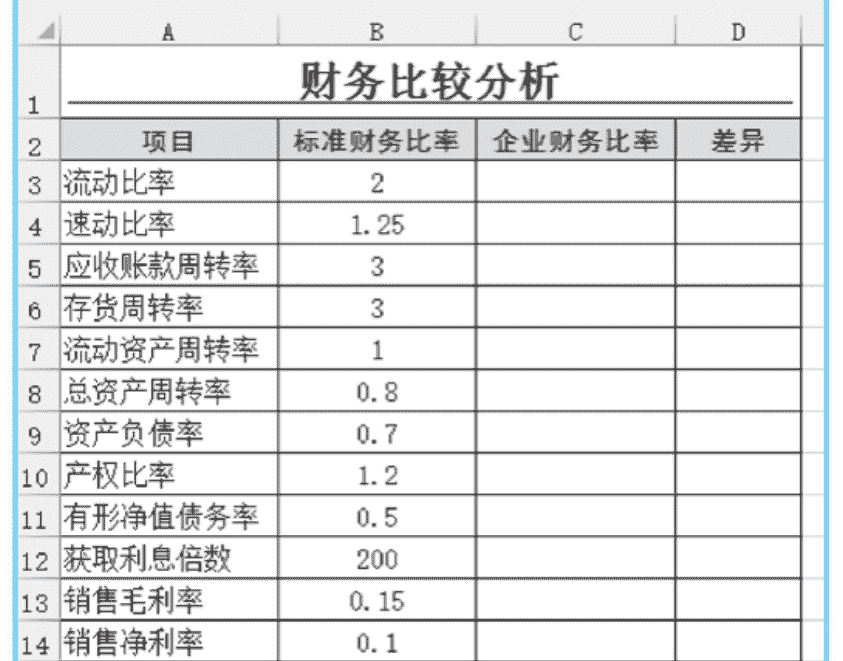 A B C D
1 财务比较分析
2 项目 标准财务比率 企业财务比率 差异
3 流动比率 2
4 速动比率 1.25
5 应收账款周转率 3
6 存货周转率 3
7 流动资产周转率 1
8 总资产周转率 0.8
9 资产负债率 0.7
10 产权比率 1.2
11 有形净值债务率 0.5
12 获取利息倍数 200
13 销售毛利率 0.15
14 销售净利率 0.1